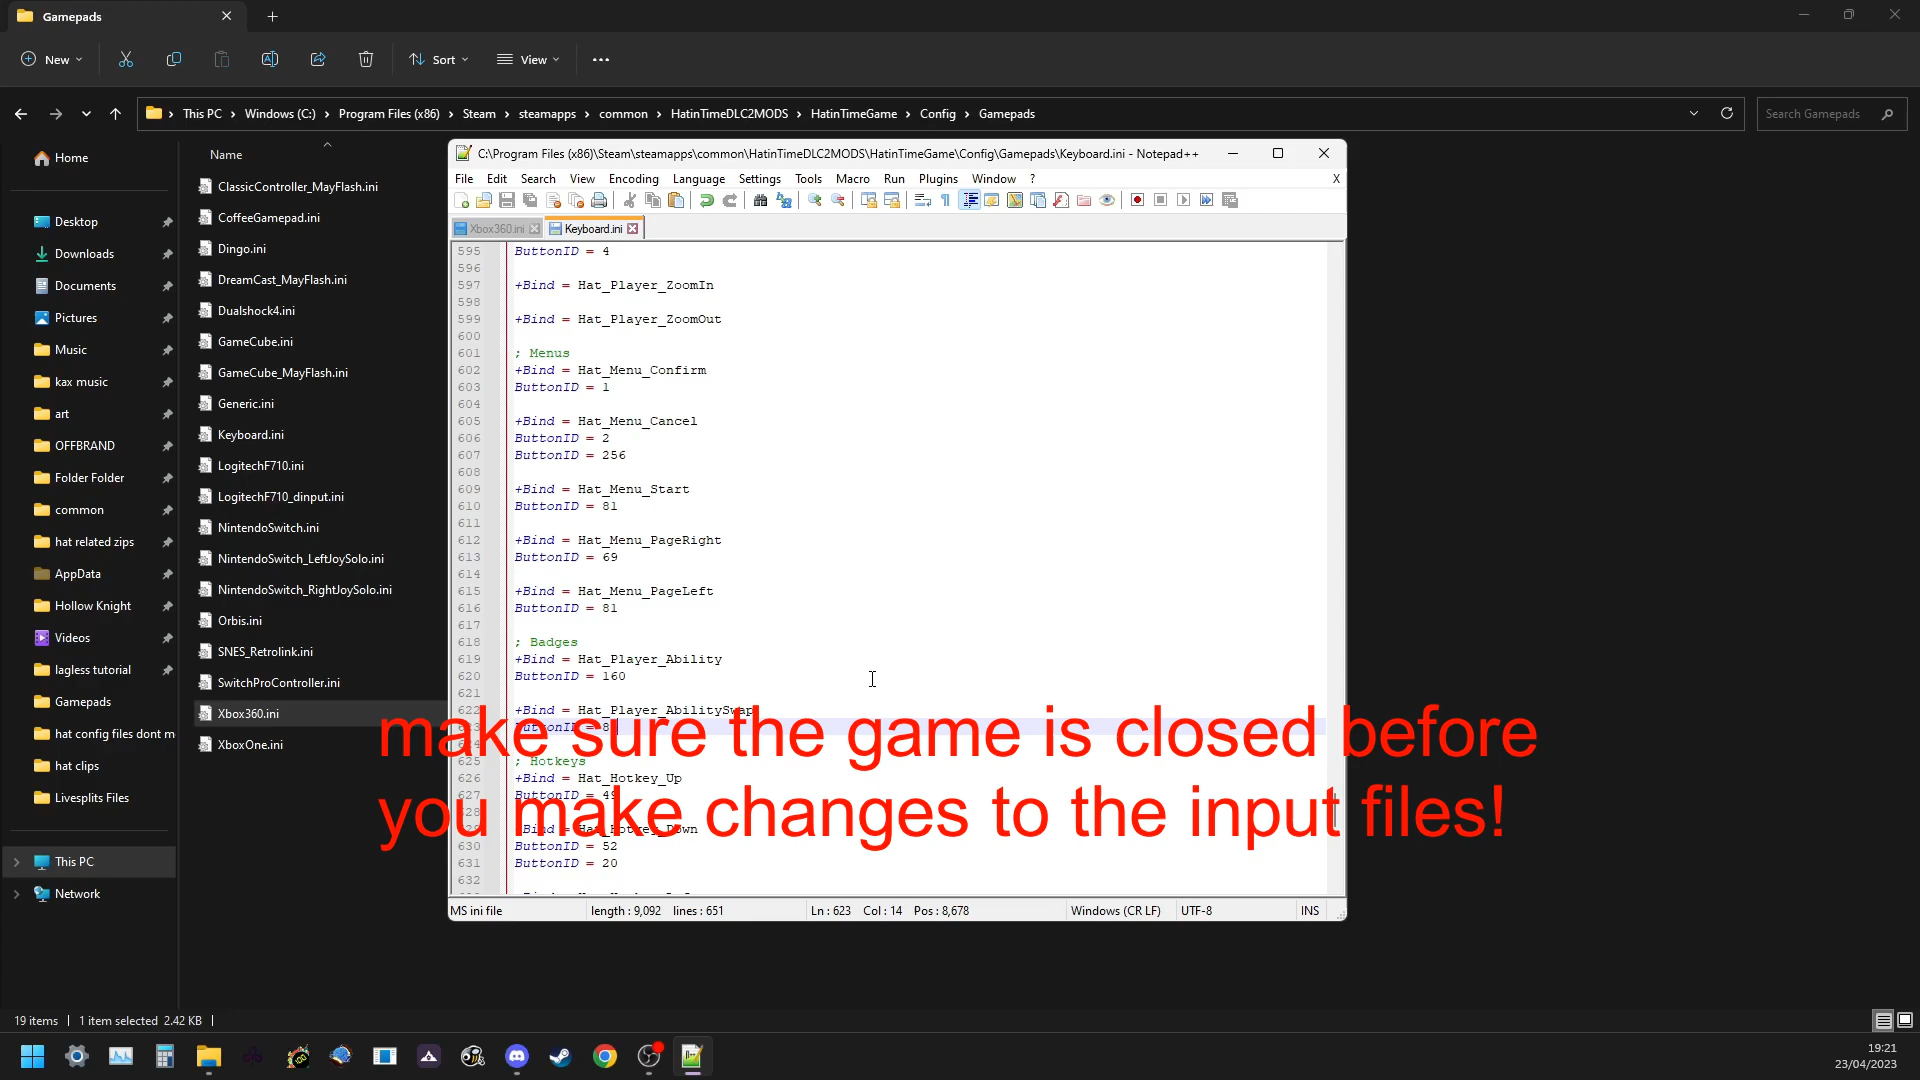 Gamepads
New
Sort
View
This PC
Windows (C:)
Program Files (x86)
Steam
steamapps
common
HatinTimeDLC2MODS
HatinTimeGame
Config
Gamepads
Search Gamepads
Home
Desktop
Downloads
Documents
Pictures
Music
kax music
art
OFFBRAND
Folder Folder
common
hat related zips
AppData
Hollow Knight
Videos
lagless tutorial
Gamepads
hat config files dont m
hat clips
Livesplits Files
This PC
Network
Name
ClassicController_MayFlash.ini
CoffeeGamepad.ini
Dingo.ini
DreamCast_MayFlash.ini
Dualshock4.ini
GameCube.ini
GameCube_MayFlash.ini
Generic.ini
Keyboard.ini
LogitechF710.ini
LogitechF710_dinput.ini
NintendoSwitch.ini
NintendoSwitch_LeftJoySolo.ini
NintendoSwitch_RightJoySolo.ini
Orbis.ini
SNES_Retrolink.ini
SwitchProController.ini
Xbox360.ini
XboxOne.ini
C:\Program Files (x86)\Steam\steamapps\common\HatinTimeDLC2MODS\HatinTimeGame\Config\Gamepads\Keyboard.ini - Notepad++
File Edit Search View Encoding Language Settings Tools Macro Run Plugins Window ? X
Xbox360.ini
Keyboard.ini
595 ButtonID = 4
596
597 +Bind = Hat_Player_ZoomIn
598
599 +Bind = Hat_Player_ZoomOut
600
601 ; Menus
602 +Bind = Hat_Menu_Confirm
603 ButtonID = 1
604
605 +Bind = Hat_Menu_Cancel
606 ButtonID = 2
607 ButtonID = 256
608
609 +Bind = Hat_Menu_Start
610 ButtonID = 81
611
612 +Bind = Hat_Menu_PageRight
613 ButtonID = 69
614
615 +Bind = Hat_Menu_PageLeft
616 ButtonID = 81
617
618 ; Badges
619 +Bind = Hat_Player_Ability
620 ButtonID = 160
621
622 +Bind = Hat_Player_AbilitySwap
ButtonID =
625 ; Hotkeys
626 +Bind = Hat_Hotkey_Up
627 ButtonID = 49
+Bind = Hat_Hotkey_Down
630 ButtonID = 52
631 ButtonID = 20
632
make sure the game is closed before
you make changes to the input files!
MS ini file
length : 9,092 lines : 651
Ln : 623 Col : 14 Pos : 8,678
Windows (CR LF)
UTF-8
INS
19 items
1 item selected 2.42 KB
19:21
23/04/2023